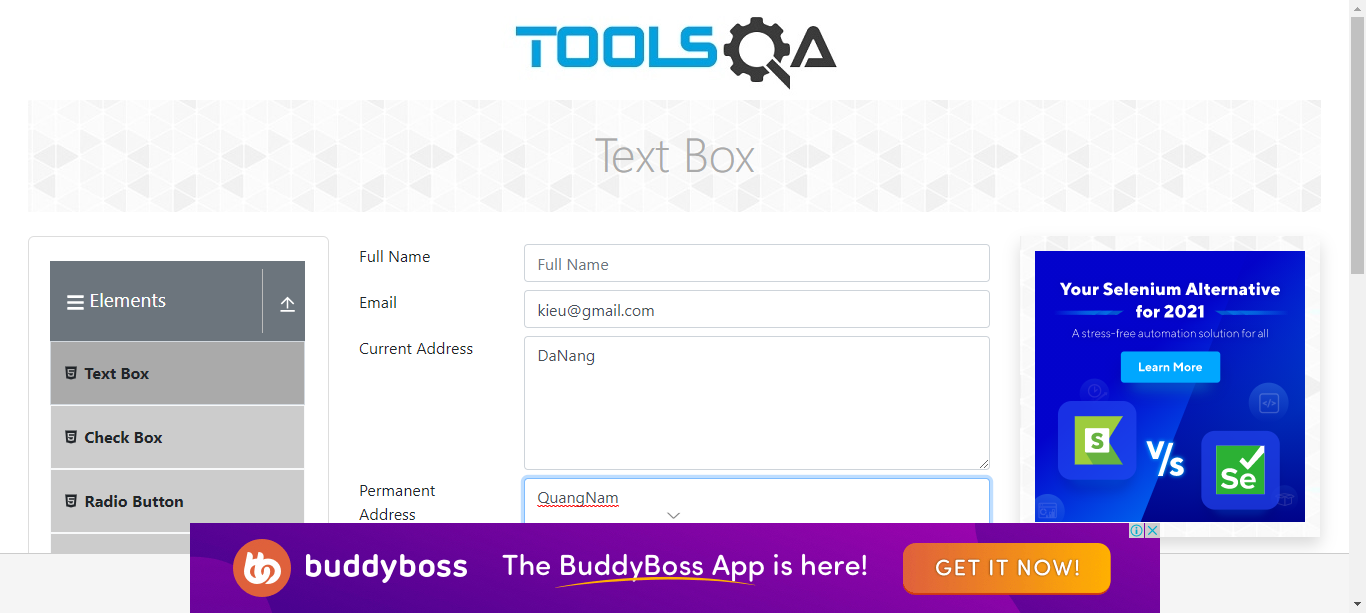 TOOLSQA
Text Box
Elements
Text Box
Check Box
Radio Button
Full Name
Full Name
Email
kieu@gmail.com
Current Address
DaNang
Permanent
Address
QuangNam
Your Selenium Alternative
for 2021
A stress-free automation solution for all
Learn More
S
V/s
Se
buddyboss
The BuddyBoss App is here!
GET IT NOW!